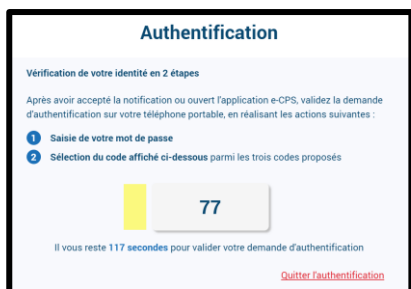 Authentification
Vérification de votre identité en 2 étapes
Après avoir accepté la notification ou ouvert l'application e-CPS, validez la demande
d'authentification sur votre téléphone portable, en réalisant les actions suivantes :
1 Saisie de votre mot de passe
2 Sélection du code affiché ci-dessous parmi les trois codes proposés
77
Il vous reste 117 secondes pour valider votre demande d'authentification
Quitter l'authentification